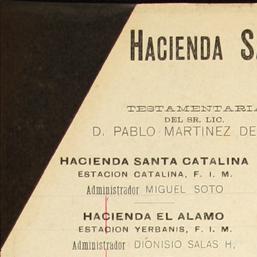 HACIENDA S
TESTAMENTARIA
DEL SR. LIC.
D. PABLO MARTINEZ DE
HACIENDA SANTA CATALINA
ESTACION CATALINA, F. I. M.
Administrador MIGUEL SOTO
HACIENDA EL ALAMO
ESTACION YERBANIS, F. I. M.
Administrador DIONISIO SALAS H.